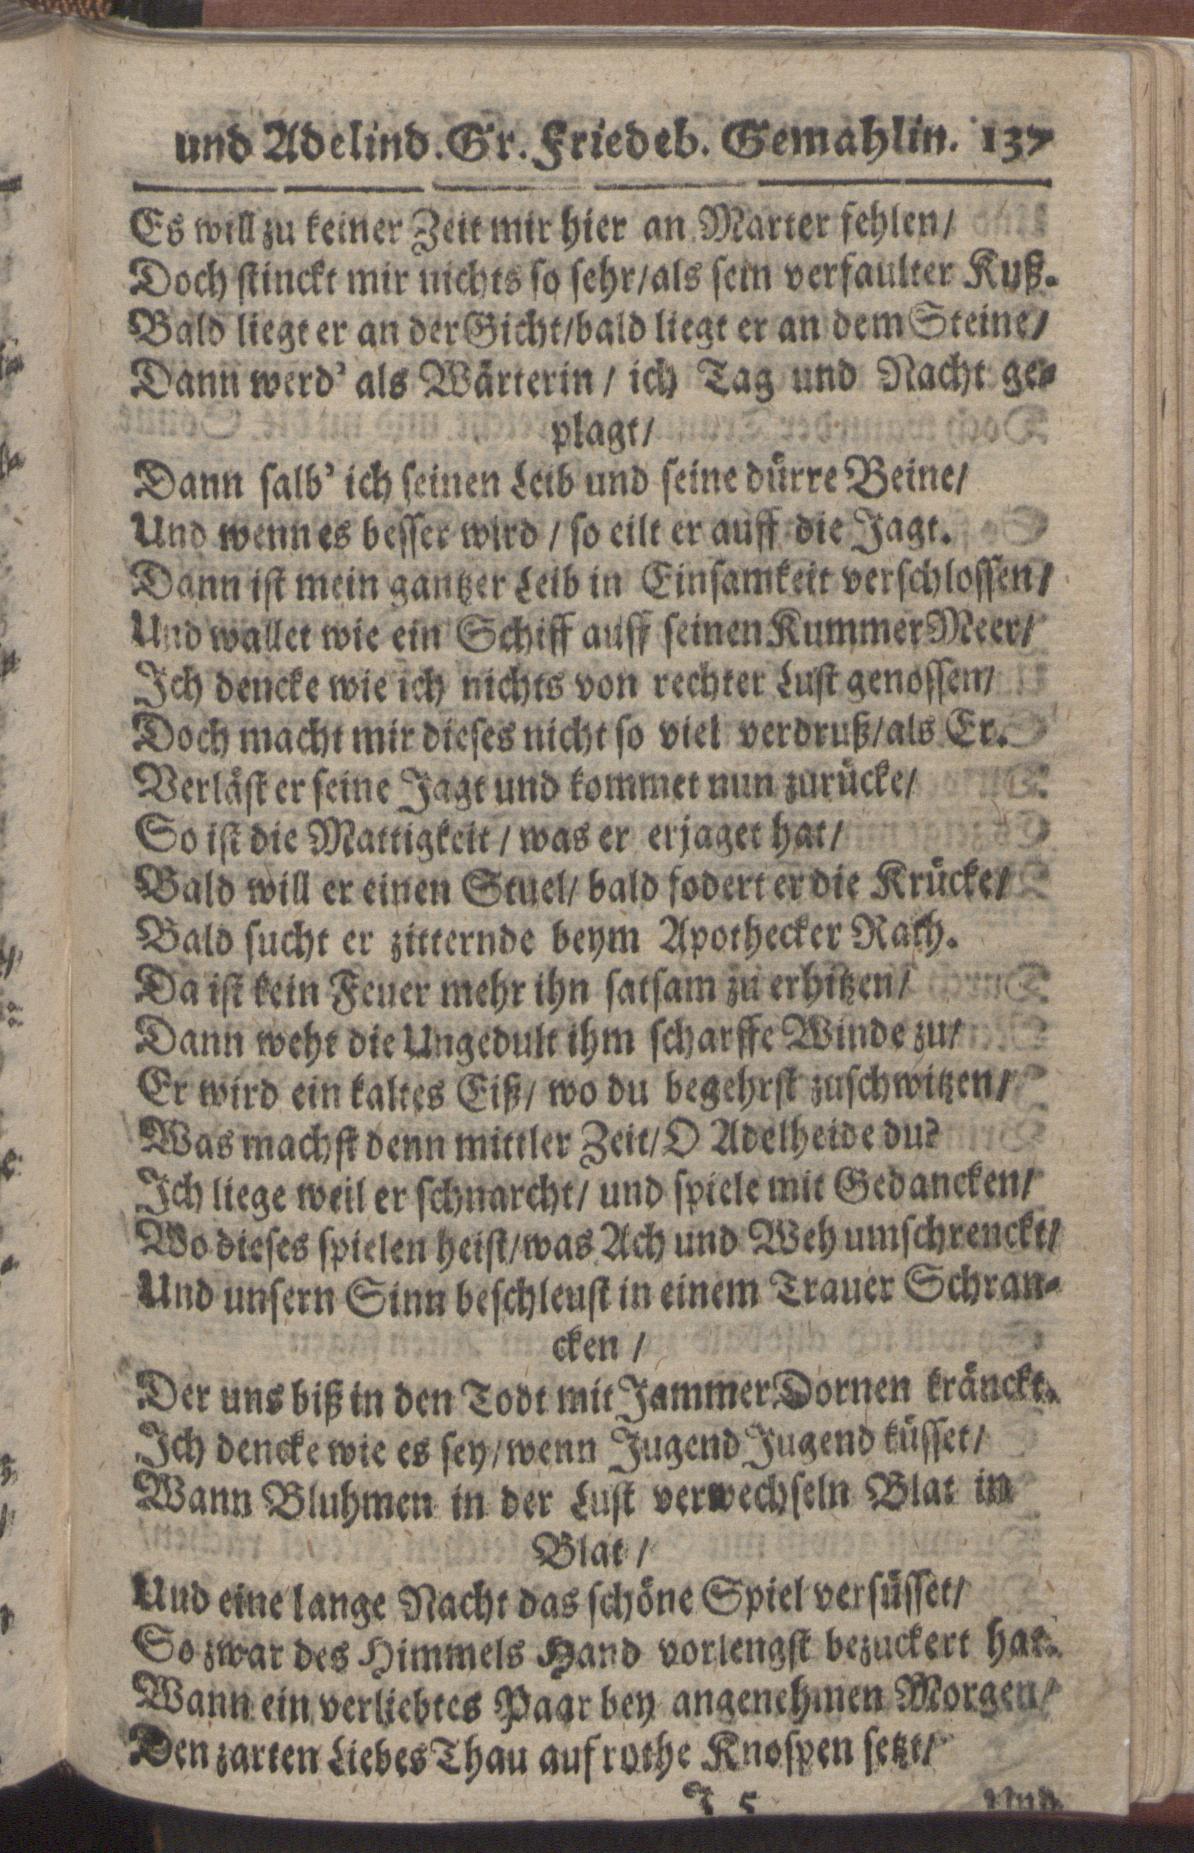 und Adelind. Gr. Friedeb. Gemahlin. 137
Es will zu keiner Zeit mir hier an Marter fehlen/
Doch stinckt mir nichts so sehr/als sein verfaulter Kuß.
Bald liegt er an der Gicht/bald liegt er an dem Steine/
Dann werd' als Wärterin / ich Tag und Nacht ge-
plagt/
Dann salb' ich seinen Leib und seine dürre Beine/
Und wenn es besser wird / so eilt er auff die Jagt.
Dann ist mein gantzer Leib in Einsamkeit verschlossen/
Und wallet wie ein Schiff auff seinen Kummer Meer/
Ich dencke wie ich nichts von rechter Lust genossen/
Doch macht mir dieses nicht so viel verdruß/als Er.
Verläst er seine Jagt und kommet nun zurücke/
So ist die Mattigkeit / was er erjaget hat/
Bald will er einen Stuel/ bald fodert er die Krücke/
Bald sucht er zitternde beym Apothecker Rath.
Da ist kein Feuer mehr ihn satsam zu erhitzen/
Dann weht die Ungedult ihm scharffe Winde zu/
Er wird ein kaltes Eiß/ wo du begehrst zuschwitzen/
Was machst denn mittler Zeit/O Adelheide du?
Ich liege weil er schnarcht/ und spiele mit Gedancken/
Wo dieses spielen heist/was Ach und Weh umschrenckt/
Und unsern Sinn beschleust in einem Trauer Schran-
cken /
Der uns biß in den Todt mit Jammer Dornen kränckt.
Ich dencke wie es sey/wenn Jugend Jugend küsset/
Wann Bluhmen in der Lust verwechseln Blat in
Blat /
Und eine lange Nacht das schöne Spiel versüsset/
So zwar des Himmels Hand vorlengst bezuckert hat.
Wann ein verliebtes Paar bey angenehmen Morgen/
Den zarten Liebes Thau auf rothe Knospen setzt/
J 5 Und